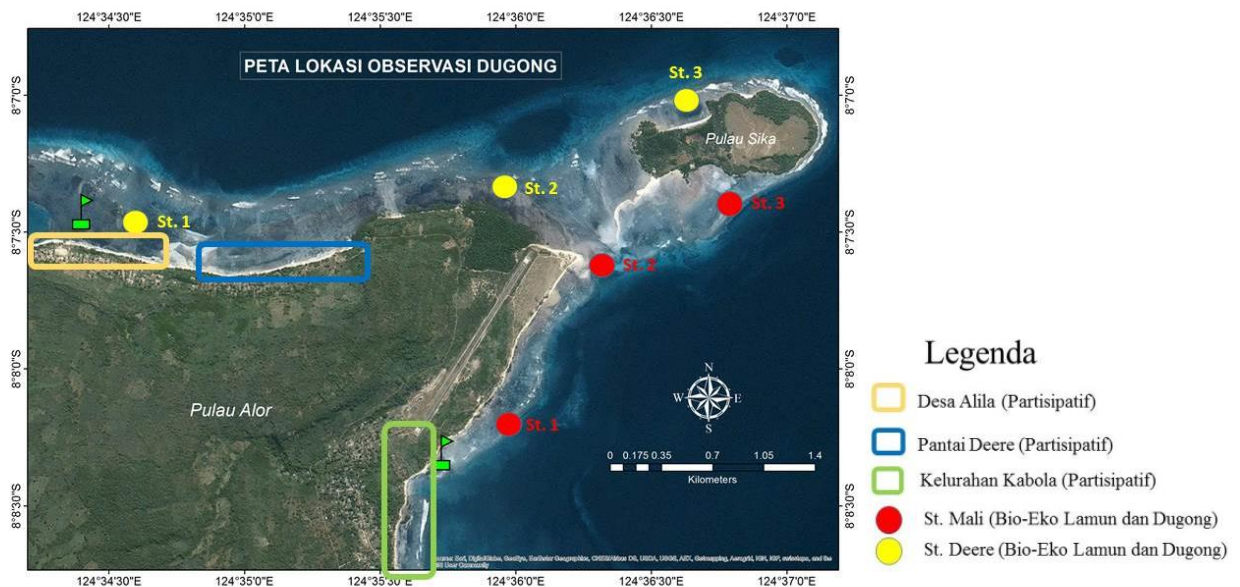 124°34'30"E 124°35'0"E 124°35'30"E 124°36'0"E 124°36'30"E 124°37'0"E
PETA LOKASI OBSERVASI DUGONG
St. 3
8°7'0"S 8°7'0"S
Pulau Sika
St. 2
St. 1
St. 3
8°7'30"S 8°7'30"S
St. 2
8°8'0"S 8°8'0"S
N
W E
S
Pulau Alor
St. 1
0 0.175 0.35 0.7 1.05 1.4
Kilometers
8°8'30"S 8°8'30"S
User Community
124°34'30"E 124°35'0"E 124°35'30"E 124°36'0"E 124°36'30"E 124°37'0"E
Legenda
Desa Alila (Partisipatif)
Pantai Deere (Partisipatif)
Kelurahan Kabola (Partisipatif)
St. Mali (Bio-Eko Lamun dan Dugong)
St. Deere (Bio-Eko Lamun dan Dugong)